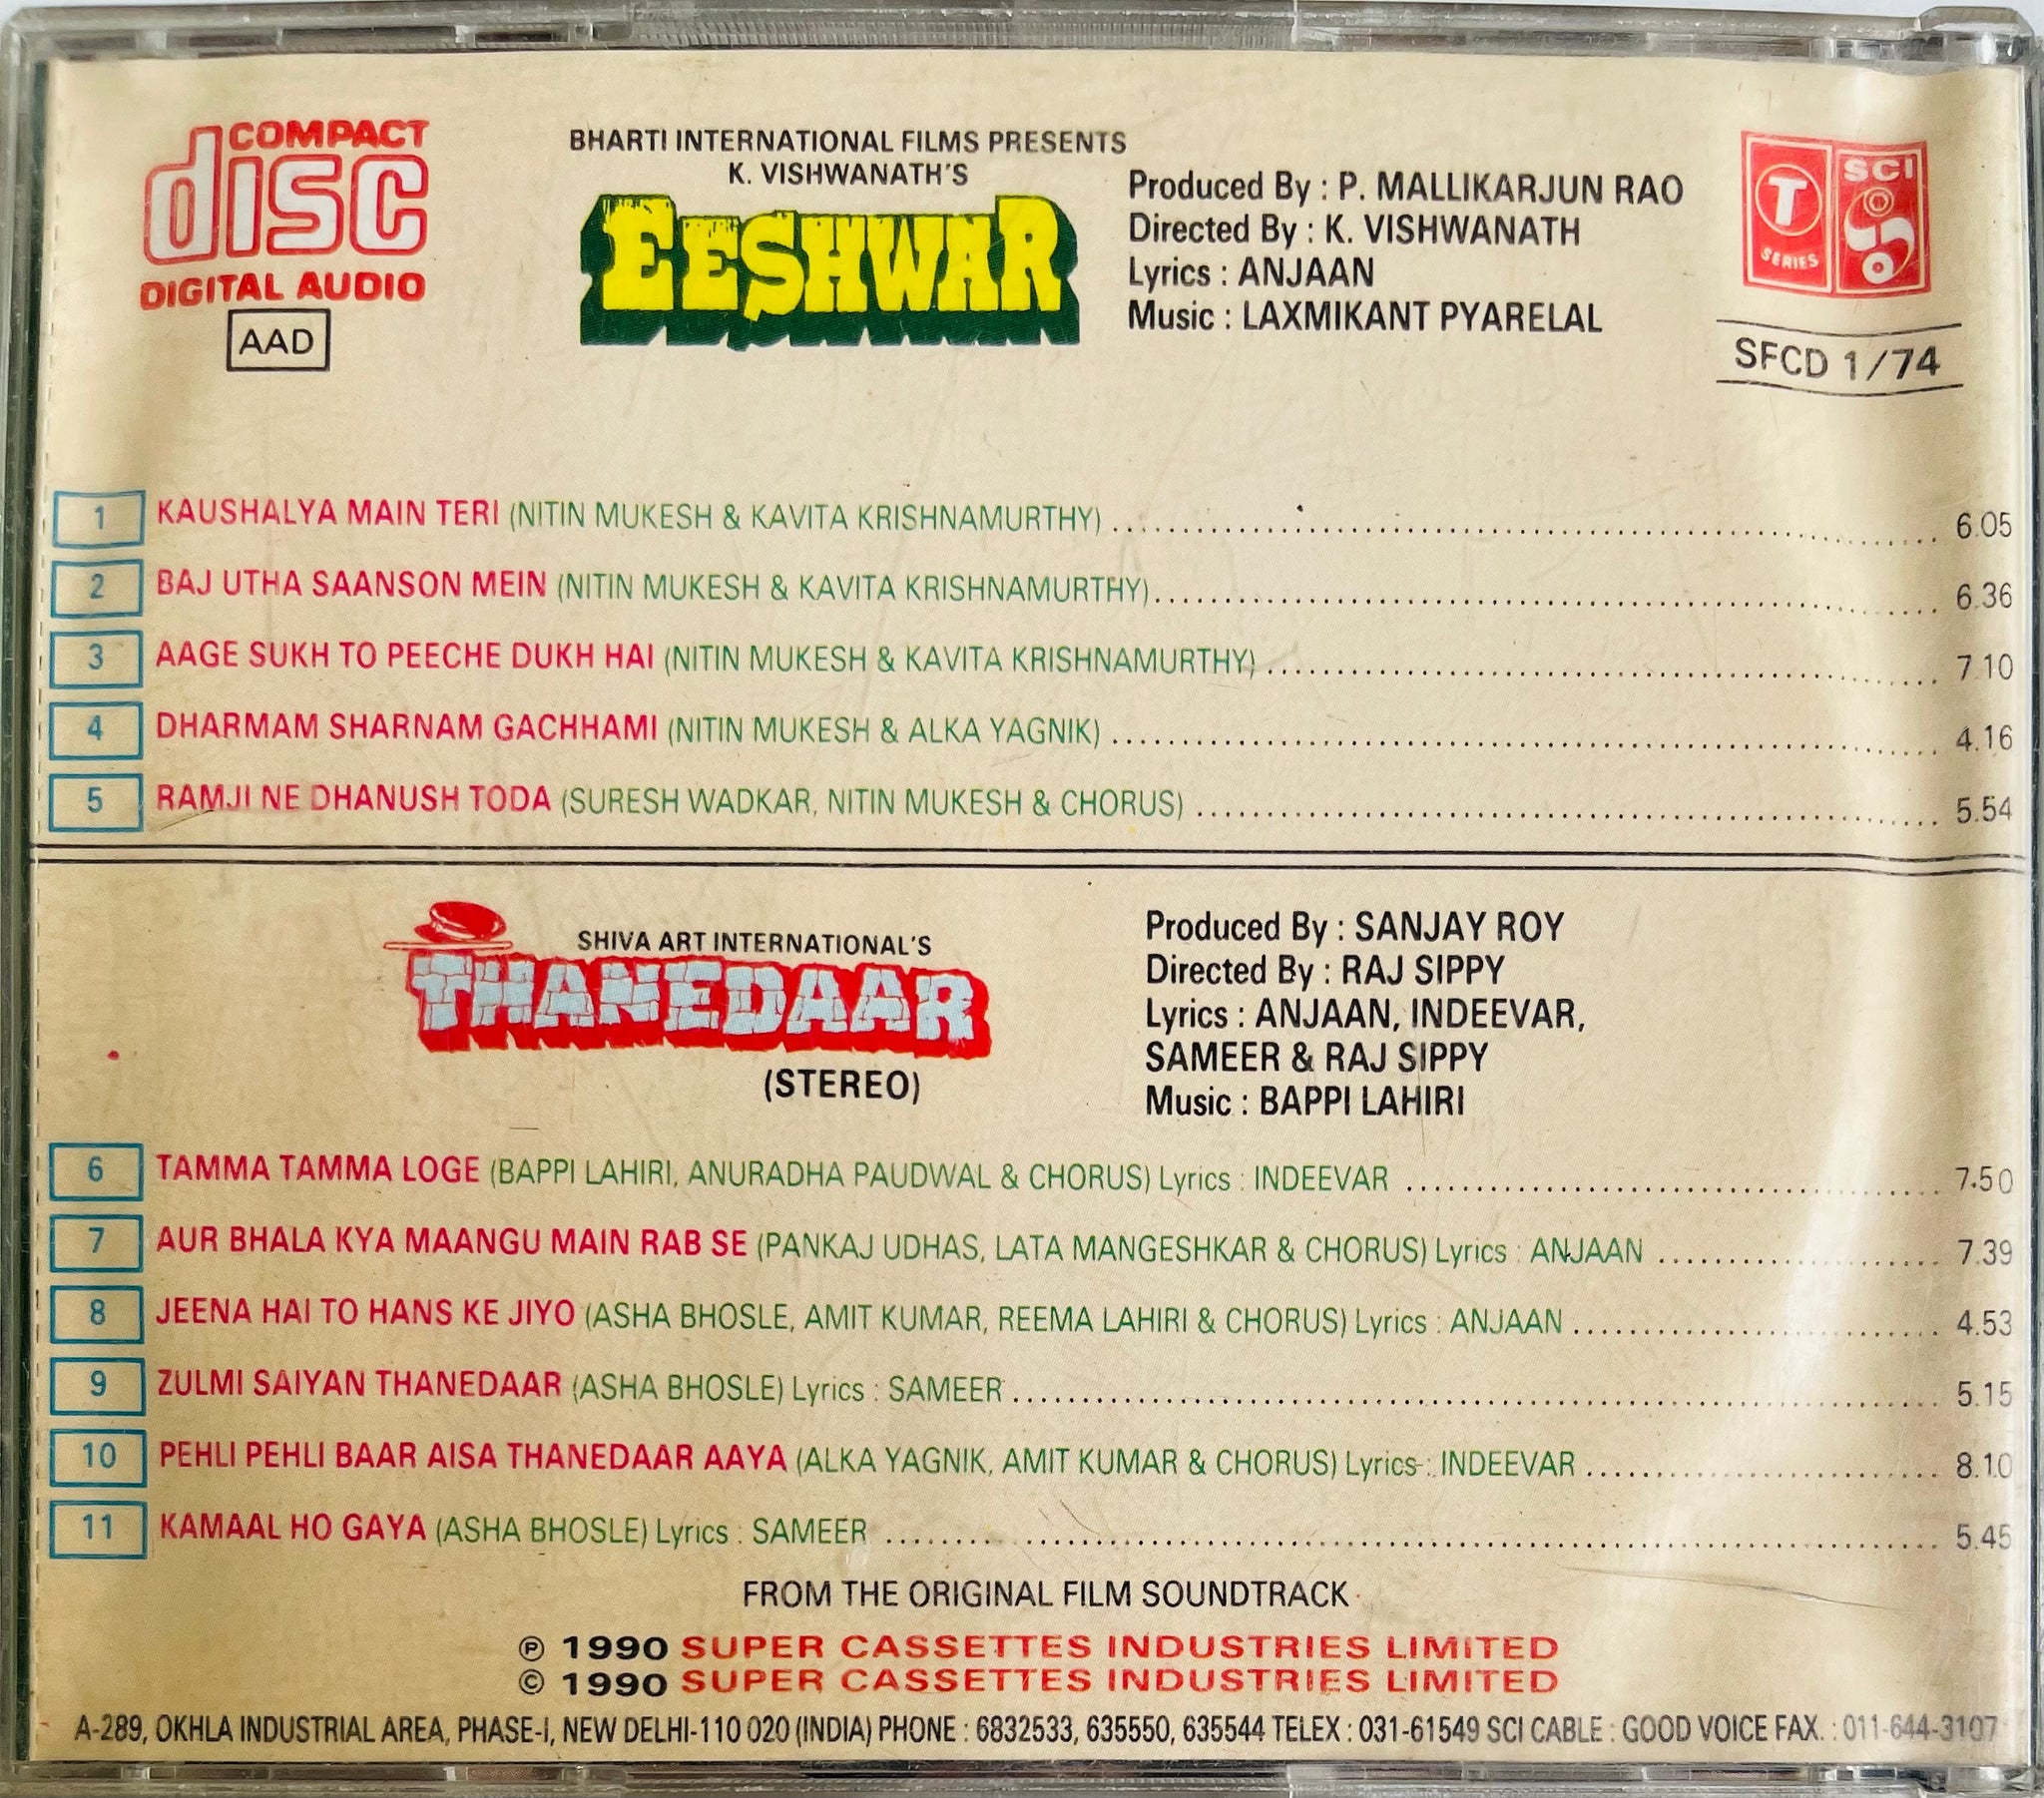 COMPACT
disc
DIGITAL AUDIO
AAD
BHARTI INTERNATIONAL FILMS PRESENTS
K. VISHWANATH'S
EESHWAR
Produced By : P. MALLIKARJUN RAO
Directed By : K. VISHWANATH
Lyrics : ANJAAN
Music : LAXMIKANT PYARELAL
T SERIES
SCI
SFCD 1/74
1 KAUSHALYA MAIN TERI (NITIN MUKESH & KAVITA KRISHNAMURTHY) 6.05
2 BAJ UTHA SAANSON MEIN (NITIN MUKESH & KAVITA KRISHNAMURTHY) 6.36
3 AAGE SUKH TO PEECHE DUKH HAI (NITIN MUKESH & KAVITA KRISHNAMURTHY) 7.10
4 DHARMAM SHARNAM GACHHAMI (NITIN MUKESH & ALKA YAGNIK) 4.16
5 RAMJI NE DHANUSH TODA (SURESH WADKAR, NITIN MUKESH & CHORUS) 5.54
SHIVA ART INTERNATIONAL'S
THANEDAAR
(STEREO)
Produced By : SANJAY ROY
Directed By : RAJ SIPPY
Lyrics : ANJAAN, INDEEVAR,
SAMEER & RAJ SIPPY
Music : BAPPI LAHIRI
6 TAMMA TAMMA LOGE (BAPPI LAHIRI, ANURADHA PAUDWAL & CHORUS) Lyrics : INDEEVAR 7.50
7 AUR BHALA KYA MAANGU MAIN RAB SE (PANKAJ UDHAS, LATA MANGESHKAR & CHORUS) Lyrics : ANJAAN 7.39
8 JEENA HAI TO HANS KE JIYO (ASHA BHOSLE, AMIT KUMAR, REEMA LAHIRI & CHORUS) Lyrics : ANJAAN 4.53
9 ZULMI SAIYAN THANEDAAR (ASHA BHOSLE) Lyrics : SAMEER 5.15
10 PEHLI PEHLI BAAR AISA THANEDAAR AAYA (ALKA YAGNIK, AMIT KUMAR & CHORUS) Lyrics : INDEEVAR 8.10
11 KAMAAL HO GAYA (ASHA BHOSLE) Lyrics : SAMEER 5.45
FROM THE ORIGINAL FILM SOUNDTRACK
℗ 1990 SUPER CASSETTES INDUSTRIES LIMITED
© 1990 SUPER CASSETTES INDUSTRIES LIMITED
A-289, OKHLA INDUSTRIAL AREA, PHASE-I, NEW DELHI-110 020 (INDIA) PHONE : 6832533, 635550, 635544 TELEX : 031-61549 SCI CABLE : GOOD VOICE FAX. : 011-644-3107